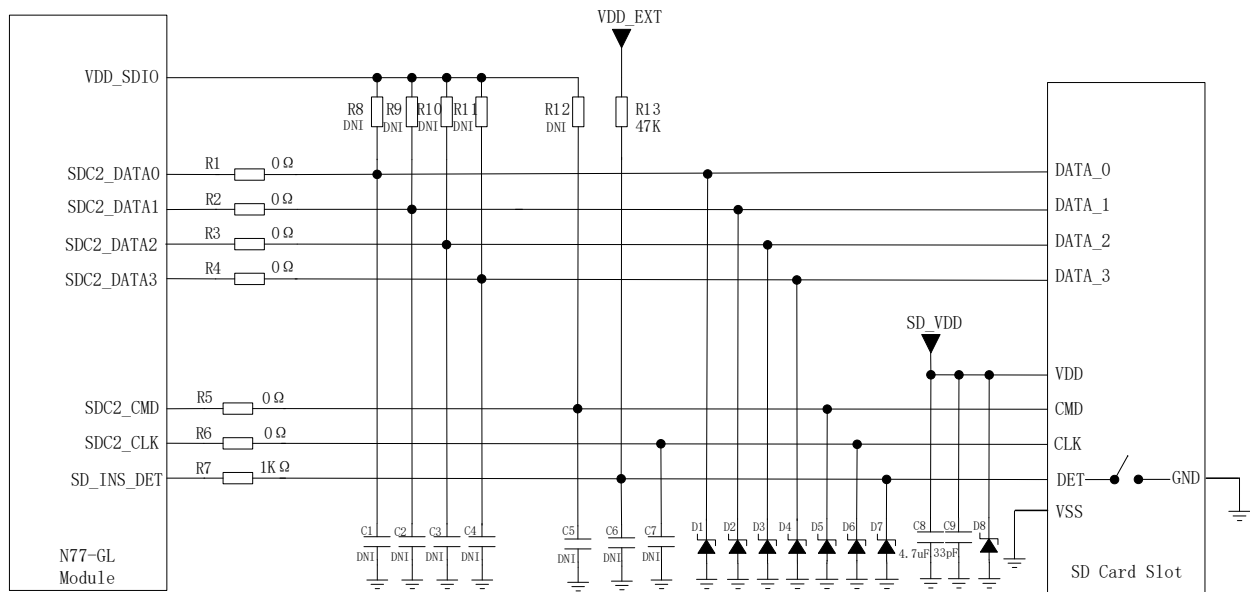 VDD_EXT
VDD_SDIO
R8 R9 R10 R11 R12 R13
DNI DNI DNI DNI DNI 47K
SDC2_DATA0 R1 0Ω DATA_0
SDC2_DATA1 R2 0Ω DATA_1
SDC2_DATA2 R3 0Ω DATA_2
SDC2_DATA3 R4 0Ω DATA_3
SD_VDD
VDD
SDC2_CMD R5 0Ω CMD
SDC2_CLK R6 0Ω CLK
SD_INS_DET R7 1KΩ DET GND
VSS
C1 C2 C3 C4 C5 C6 C7 D1 D2 D3 D4 D5 D6 D7 C8 C9 D8
DNI DNI DNI DNI DNI DNI DNI 4.7uF 33pF
N77-GL
Module
SD Card Slot